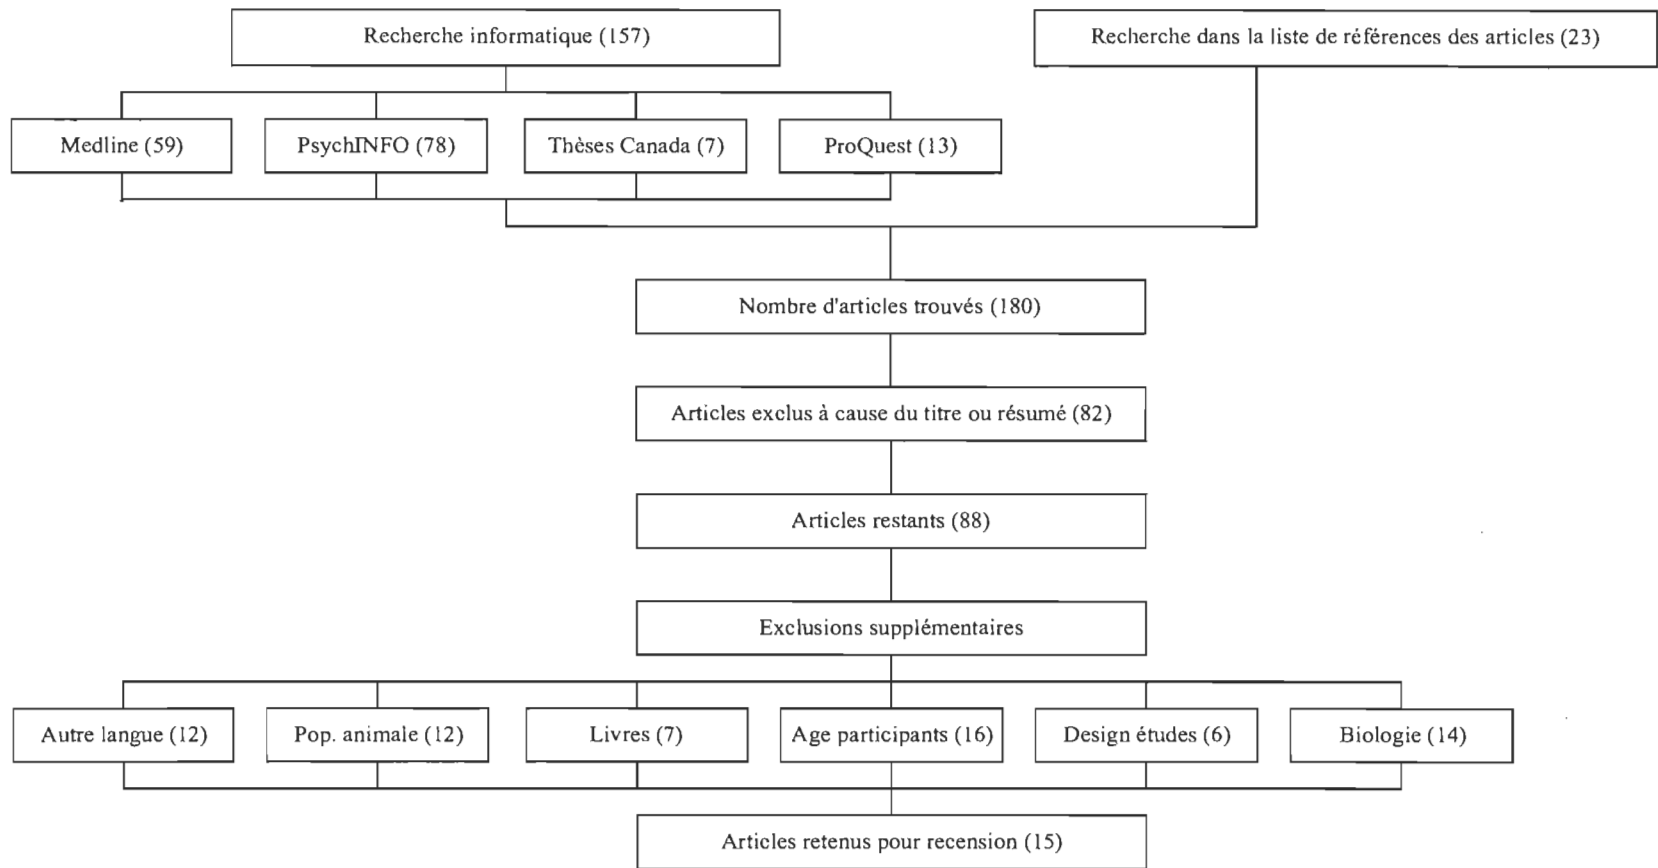 Recherche informatique (157)
Recherche dans la liste de références des articles (23)
Medline (59)
PsychINFO (78)
Thèses Canada (7)
ProQuest (13)
Nombre d'articles trouvés (180)
Articles exclus à cause du titre ou résumé (82)
Articles restants (88)
Exclusions supplémentaires
Autre langue (12)
Pop. animale (12)
Livres (7)
Age participants (16)
Design études (6)
Biologie (14)
Articles retenus pour recension (15)